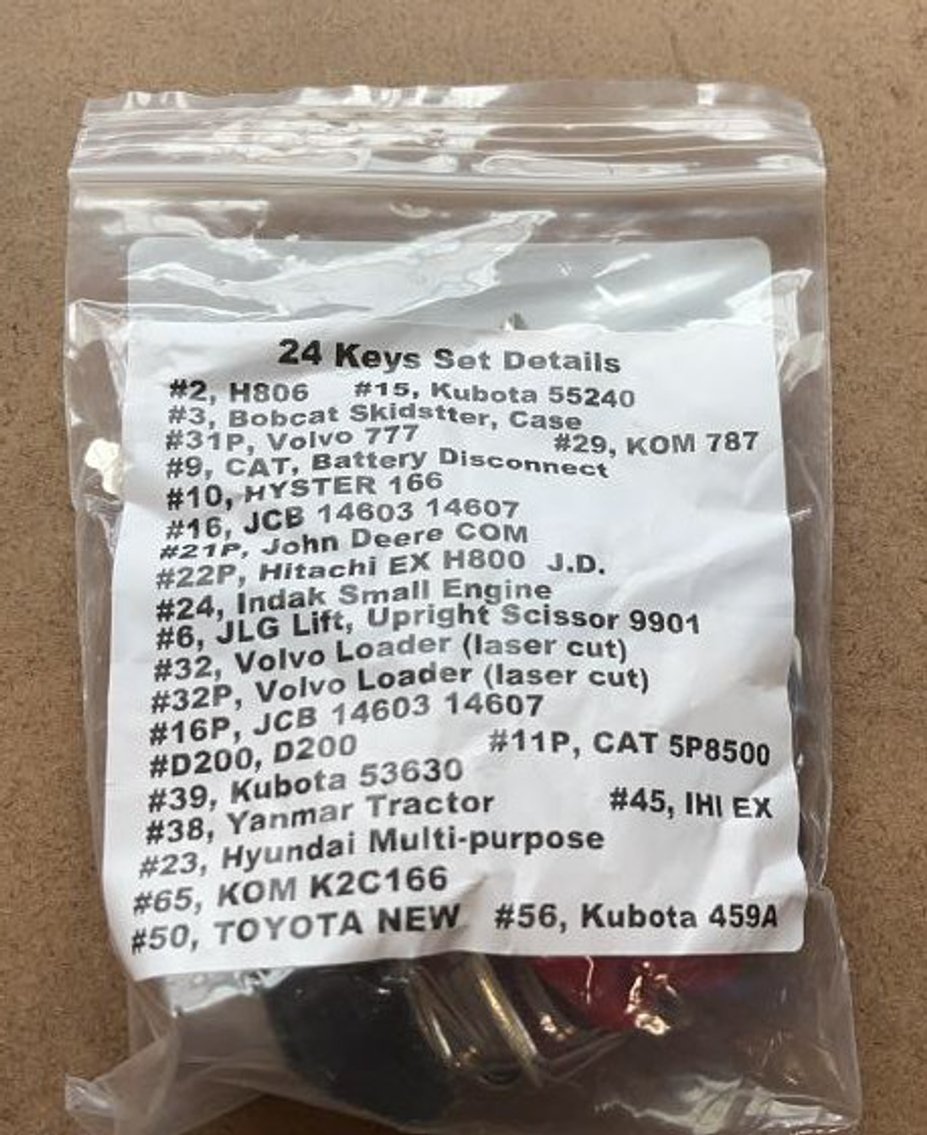 24 Keys Set Details
#2, H806 #15, Kubota 55240
#3, Bobcat Skidstter, Case
#31P, Volvo 777 #29, KOM 787
#9, CAT, Battery Disconnect
#10, HYSTER 166
#16, JCB 14603 14607
#21P, John Deere COM
#22P, Hitachi EX H800 J.D.
#24, Indak Small Engine
#6, JLG Lift, Upright Scissor 9901
#32, Volvo Loader (laser cut)
#32P, Volvo Loader (laser cut)
#16P, JCB 14603 14607
#D200, D200 #11P, CAT 5P8500
#39, Kubota 53630
#38, Yanmar Tractor #45, IHI EX
#23, Hyundai Multi-purpose
#65, KOM K2C166
#50, TOYOTA NEW #56, Kubota 459A